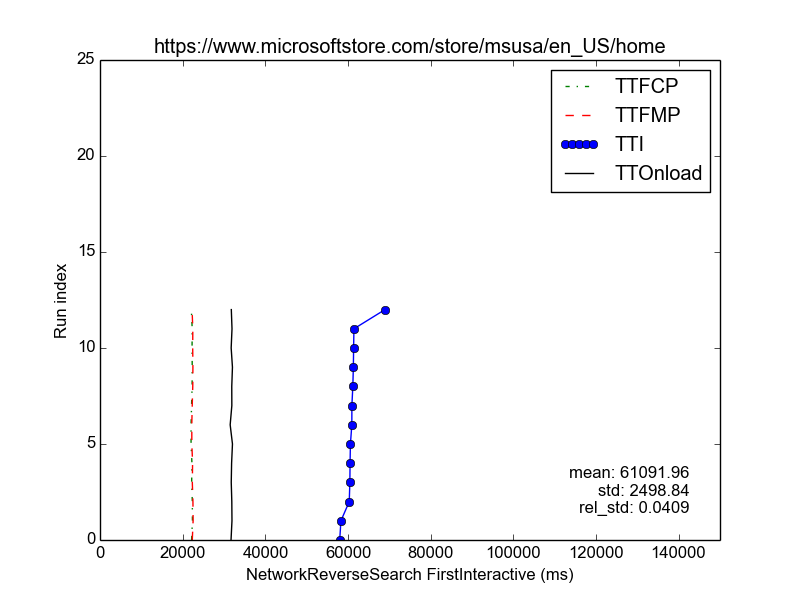 https://www.microsoftstore.com/store/msusa/en_US/home
25
20
15
10
5
0
Run index
TTFCP
TTFMP
TTI
TTOnload
mean: 61091.96
std: 2498.84
rel_std: 0.0409
0 20000 40000 60000 80000 100000 120000 140000
NetworkReverseSearch FirstInteractive (ms)